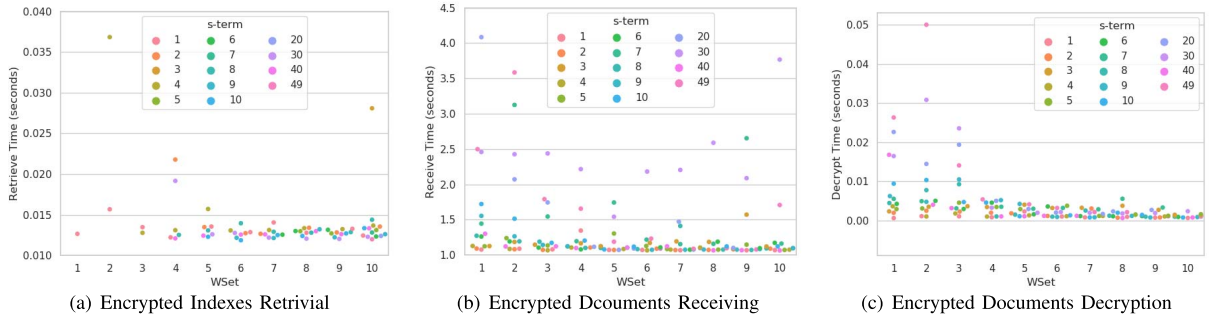 0.040
0.035
0.030
0.025
0.020
0.015
0.010
Retrieve Time (seconds)
s-term
1 6 20
2 7 30
3 8 40
4 9 49
5 10
1 2 3 4 5 6 7 8 9 10
WSet
(a) Encrypted Indexes Retrivial
4.5
4.0
3.5
3.0
2.5
2.0
1.5
1.0
Receive Time (seconds)
s-term
1 6 20
2 7 30
3 8 40
4 9 49
5 10
1 2 3 4 5 6 7 8 9 10
WSet
(b) Encrypted Dcouments Receiving
0.05
0.04
0.03
0.02
0.01
0.00
Decrypt Time (seconds)
s-term
1 6 20
2 7 30
3 8 40
4 9 49
5 10
1 2 3 4 5 6 7 8 9 10
WSet
(c) Encrypted Documents Decryption